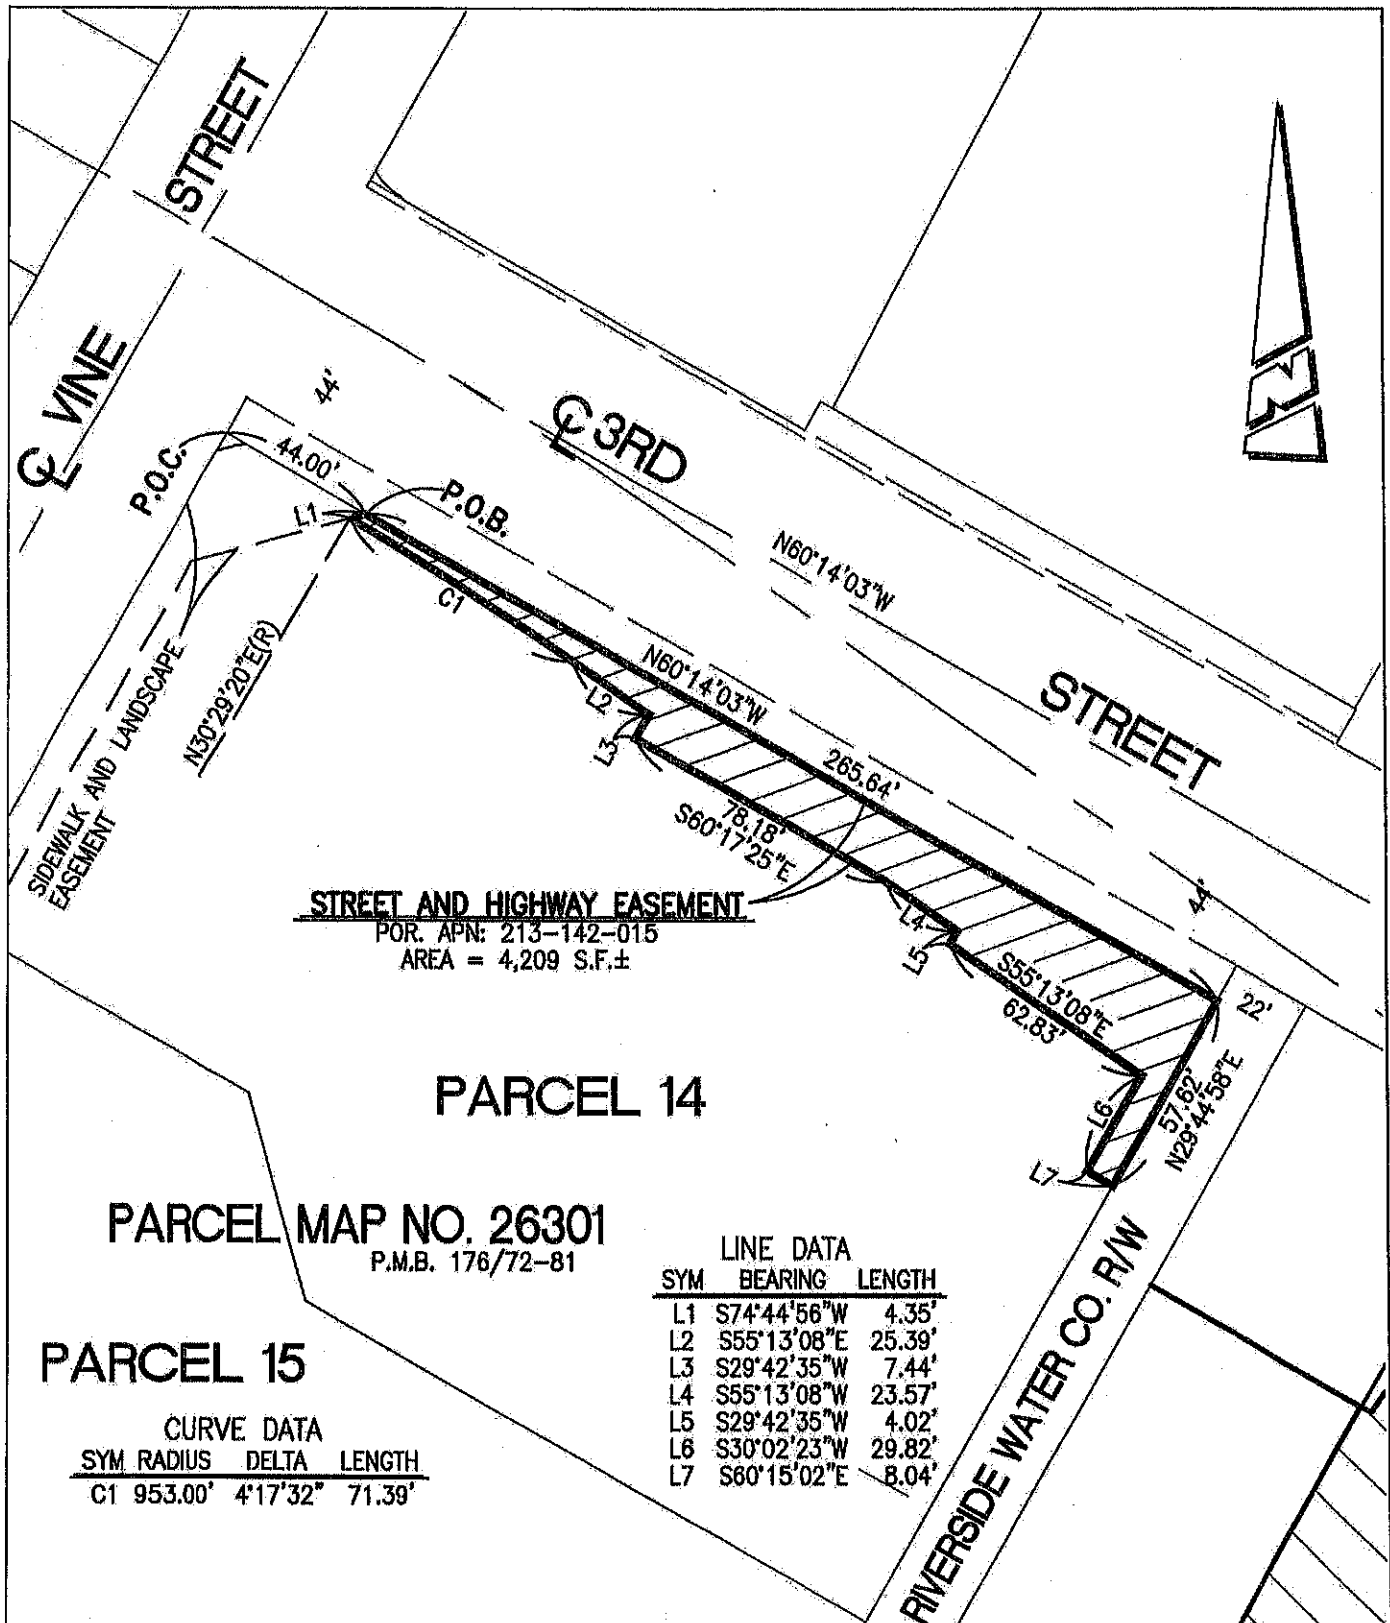 STREET
℄ VINE
44'
P.O.C.
44.00'
L1
P.O.B.
℄ 3RD
N60°14'03"W
STREET
C1
N30°29'20"E(R)
L2
L3
N60°14'03"W
265.64'
78.18'
S60°17'25"E
SIDEWALK AND LANDSCAPE
EASEMENT
STREET AND HIGHWAY EASEMENT
POR. APN: 213-142-015
AREA = 4,209 S.F.±
L4
L5
44'
S55°13'08"E
62.83'
22'
57.62'
N29°44'58"E
L6
L7
N
PARCEL 14
PARCEL MAP NO. 26301
P.M.B. 176/72-81
PARCEL 15
RIVERSIDE WATER CO. R/W
LINE DATA
SYM BEARING LENGTH
L1 S74°44'56"W 4.35'
L2 S55°13'08"E 25.39'
L3 S29°42'35"W 7.44'
L4 S55°13'08"W 23.57'
L5 S29°42'35"W 4.02'
L6 S30°02'23"W 29.82'
L7 S60°15'02"E 8.04'
CURVE DATA
SYM RADIUS DELTA LENGTH
C1 953.00' 4°17'32" 71.39'